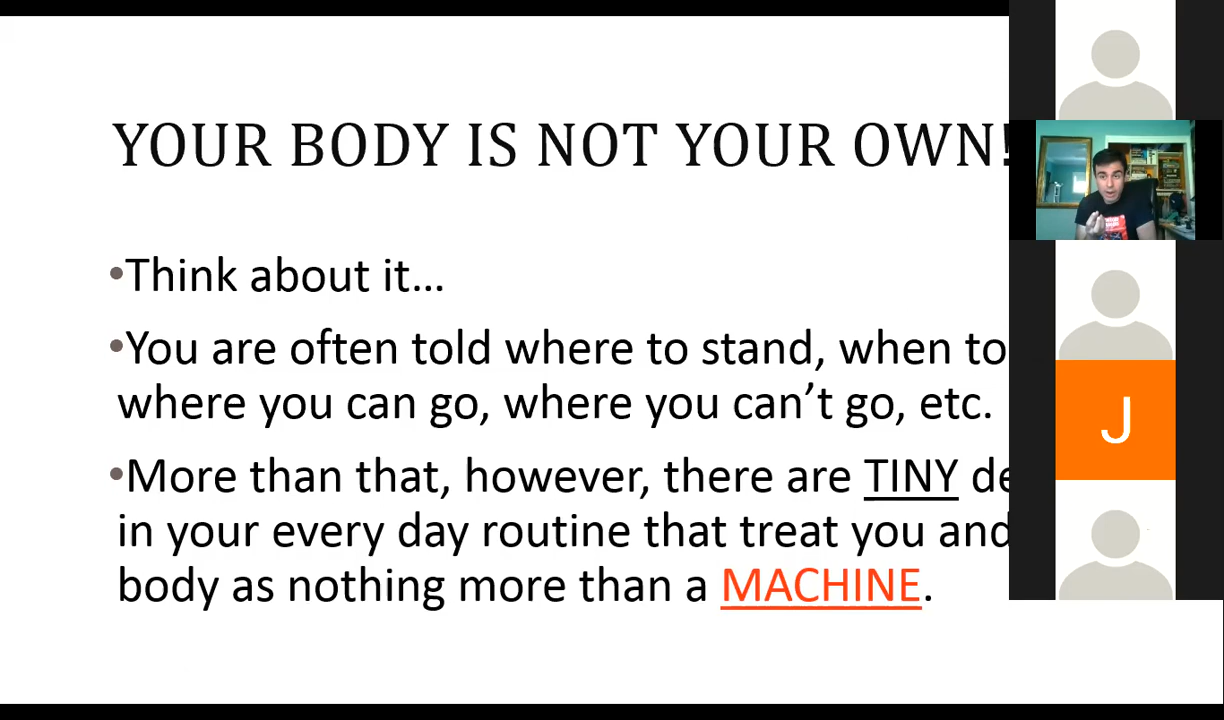 YOUR BODY IS NOT YOUR OWN!
•Think about it...
•You are often told where to stand, when to
where you can go, where you can’t go, etc.
•More than that, however, there are TINY de
in your every day routine that treat you and
body as nothing more than a MACHINE.
J